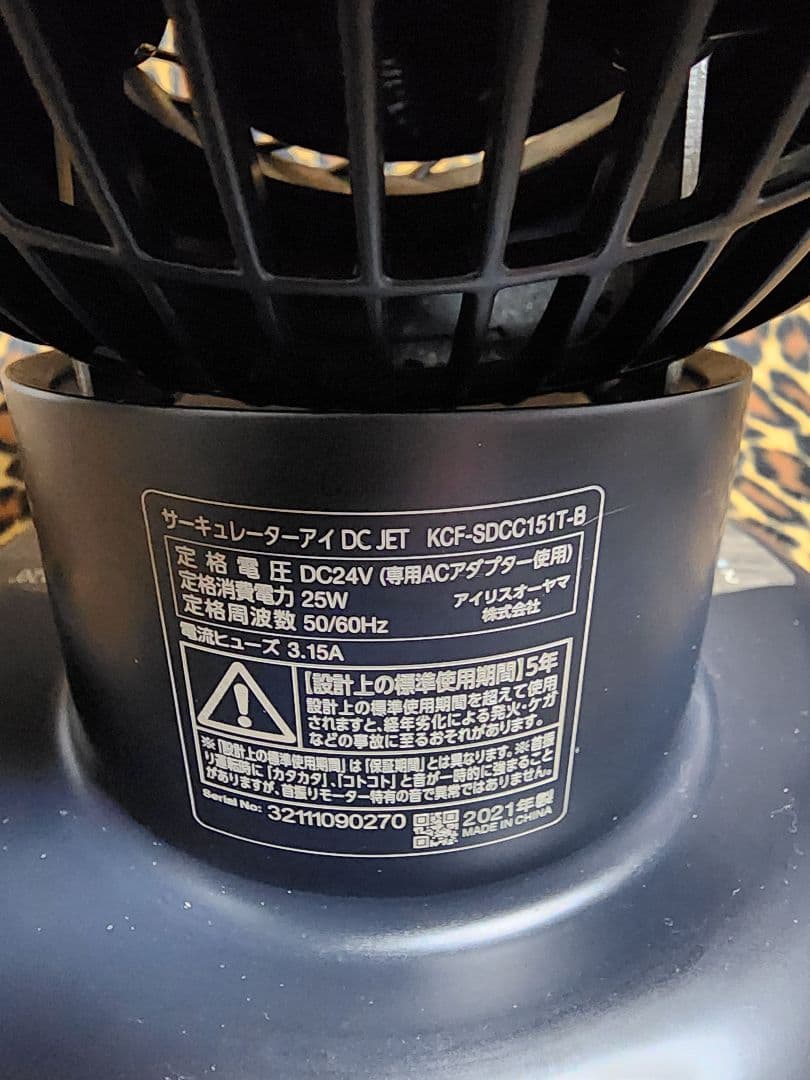 サーキュレーターアイ DC JET KCF-SDCC151T-B
定格電圧 DC24V (専用ACアダプター使用)
定格消費電力 25W
アイリスオーヤマ
株式会社
定格周波数 50/60Hz
電流ヒューズ 3.15A
【設計上の標準使用期間】5年
設計上の標準使用期間を超えて使用
されますと、経年劣化による発火・ケガ
などの事故に至るおそれがあります。
※「設計上の標準使用期間」は「保証期間」とは異なります。※首振
り運転時に「カタカタ」、「コトコト」と音が一時的に強まること
がありますが、首振りモーター特有の音で異常ではありません。
Serial No: 32111090270
2021年製
MADE IN CHINA